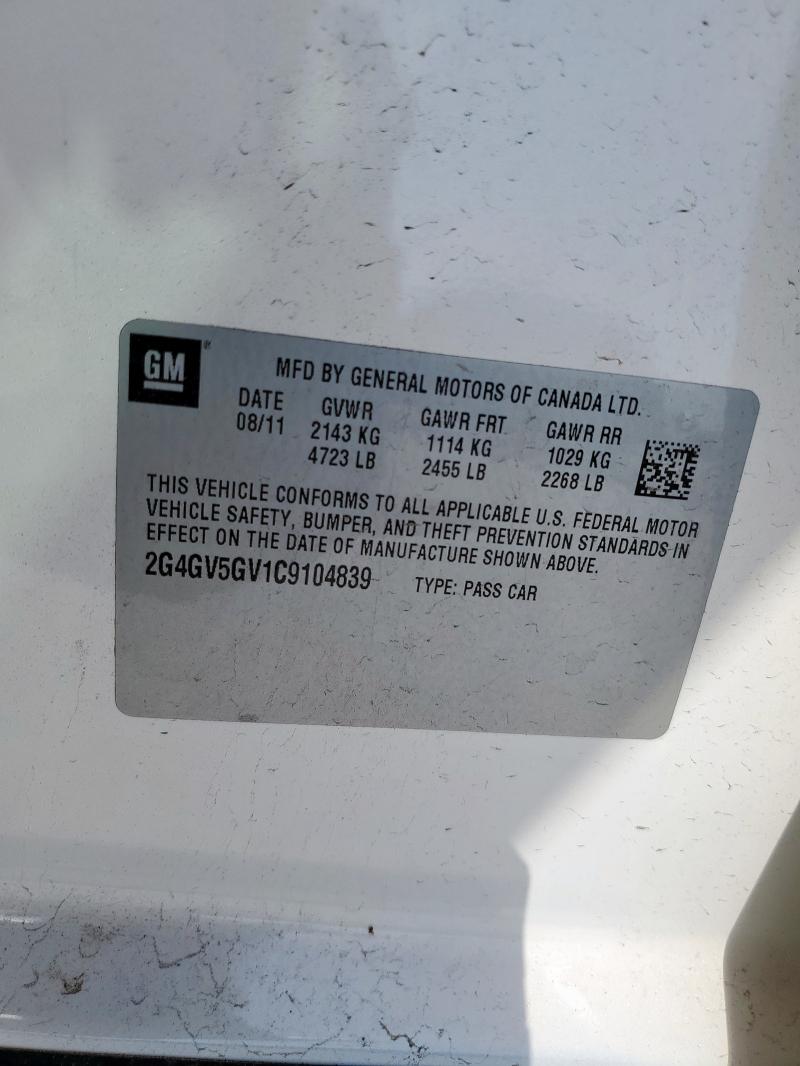 GM
MFD BY GENERAL MOTORS OF CANADA LTD.
DATE GVWR GAWR FRT GAWR RR
08/11 2143 KG 1114 KG 1029 KG
4723 LB 2455 LB 2268 LB
THIS VEHICLE CONFORMS TO ALL APPLICABLE U.S. FEDERAL MOTOR
VEHICLE SAFETY, BUMPER, AND THEFT PREVENTION STANDARDS IN
EFFECT ON THE DATE OF MANUFACTURE SHOWN ABOVE.
2G4GV5GV1C9104839 TYPE: PASS CAR